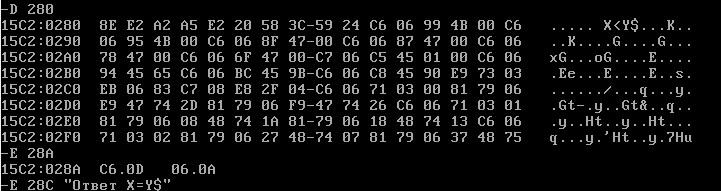 -D 280
15C2:0280  8E E2 A2 A5 E2 20 58 3C-59 24 C6 06 99 4B 00 C6   ..... X<Y$...K..
15C2:0290  06 95 4B 00 C6 06 8F 47-00 C6 06 87 47 00 C6 06   ..K....G....G...
15C2:02A0  78 47 00 C6 06 6F 47 00-C7 06 C5 45 01 00 C6 06   xG...oG....E....
15C2:02B0  94 45 65 C6 06 BC 45 9B-C6 06 C8 45 90 E9 73 03   .Ee...E....E..s.
15C2:02C0  EB 06 83 C7 08 E8 2F 04-C6 06 71 03 00 81 79 06   ....../...q...y.
15C2:02D0  E9 47 74 2D 81 79 06 F9-47 74 26 C6 06 71 03 01   .Gt-.y..Gt&..q..
15C2:02E0  81 79 06 08 48 74 1A 81-79 06 18 48 74 13 C6 06   .y..Ht..y..Ht...
15C2:02F0  71 03 02 81 79 06 27 48-74 07 81 79 06 37 48 75   q...y.'Ht..y.7Hu
-E 28A
15C2:028A  C6.0D   06.0A
-E 28C "Ответ X=Y$"